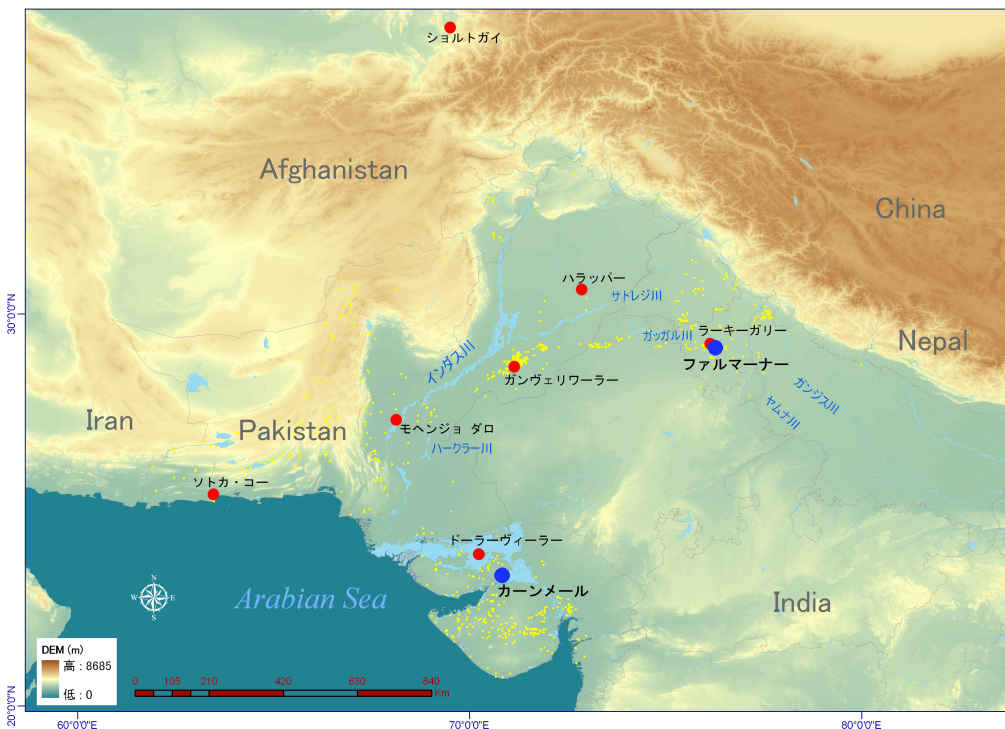 ショルトガイ
Afghanistan
China
ハラッパー
サトレジ川
30°0'0"N
ガッガル川
ラーキーガリー
ファルマーナー
Nepal
インダス川
ガンヴェリワーラー
ガンジス川
ヤムナ川
Iran
Pakistan
モヘンジョ ダロ
ハークラー川
ソトカ・コー
ドーラーヴィーラー
カーンメール
Arabian Sea
India
N
W
E
S
DEM (m)
高 : 8685
低 : 0
0 105 210 420 630 840
Km
20°0'0"N
60°0'0"E
70°0'0"E
80°0'0"E